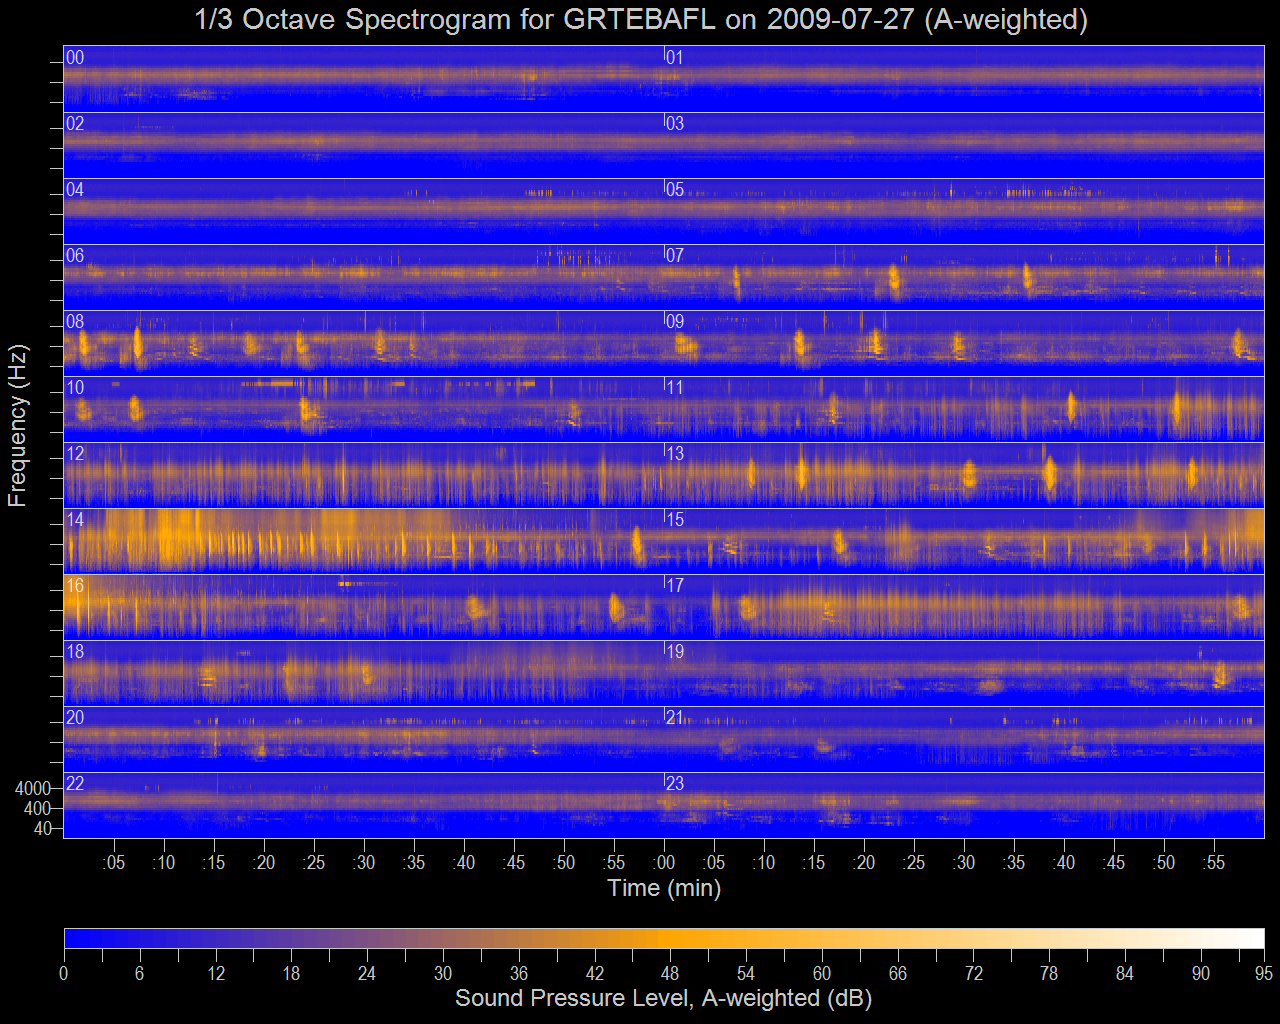 1/3 Octave Spectrogram for GRTEBAFL on 2009-07-27 (A-weighted)
00 01
02 03
04 05
06 07
08 09
10 11
12 13
14 15
16 17
18 19
20 21
22 23
Frequency (Hz)
4000
400
40
:05 :10 :15 :20 :25 :30 :35 :40 :45 :50 :55 :00 :05 :10 :15 :20 :25 :30 :35 :40 :45 :50 :55
Time (min)
0 6 12 18 24 30 36 42 48 54 60 66 72 78 84 90 95
Sound Pressure Level, A-weighted (dB)